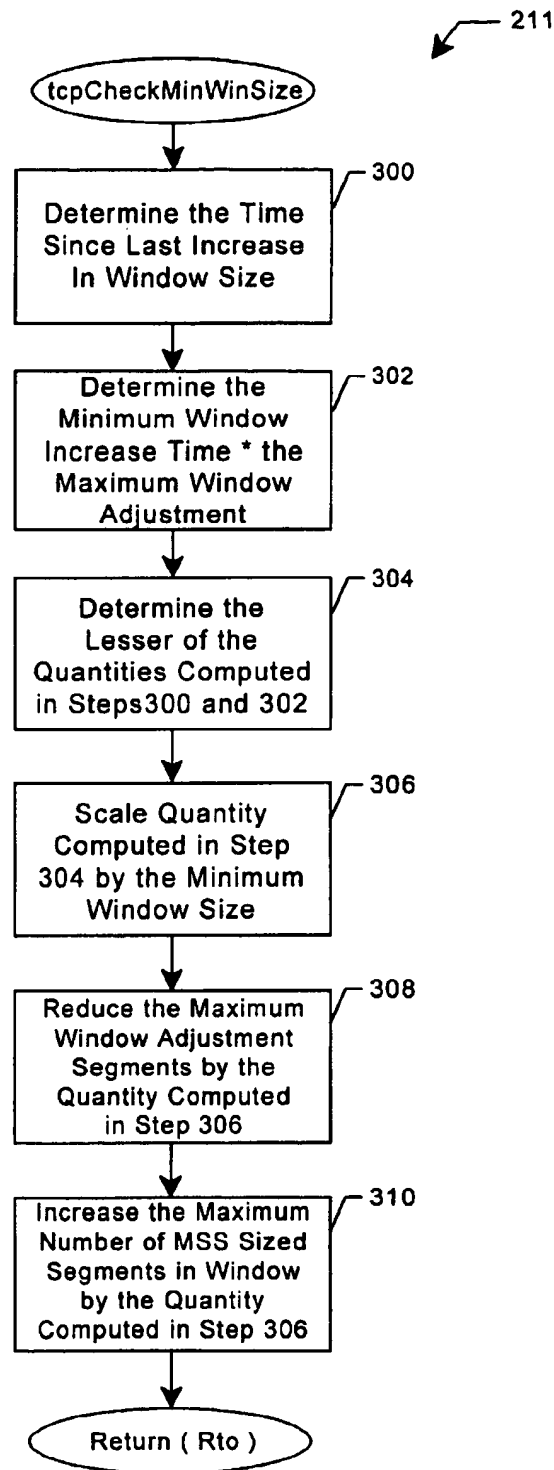 211
tcpCheckMinWinSize
300
Determine the Time
Since Last Increase
In Window Size
302
Determine the
Minimum Window
Increase Time * the
Maximum Window
Adjustment
304
Determine the
Lesser of the
Quantities Computed
in Steps300 and 302
306
Scale Quantity
Computed in Step
304 by the Minimum
Window Size
308
Reduce the Maximum
Window Adjustment
Segments by the
Quantity Computed
in Step 306
310
Increase the Maximum
Number of MSS Sized
Segments in Window
by the Quantity
Computed in Step 306
Return ( Rto )